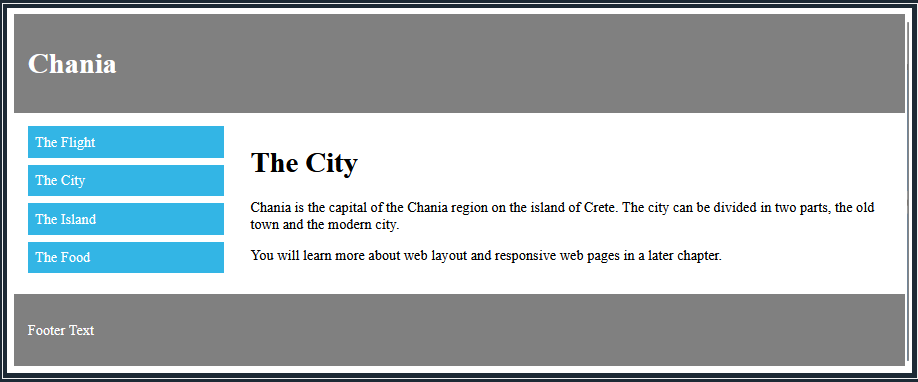 Chania
The Flight
The City
The Island
The Food
The City
Chania is the capital of the Chania region on the island of Crete. The city can be divided in two parts, the old
town and the modern city.
You will learn more about web layout and responsive web pages in a later chapter.
Footer Text